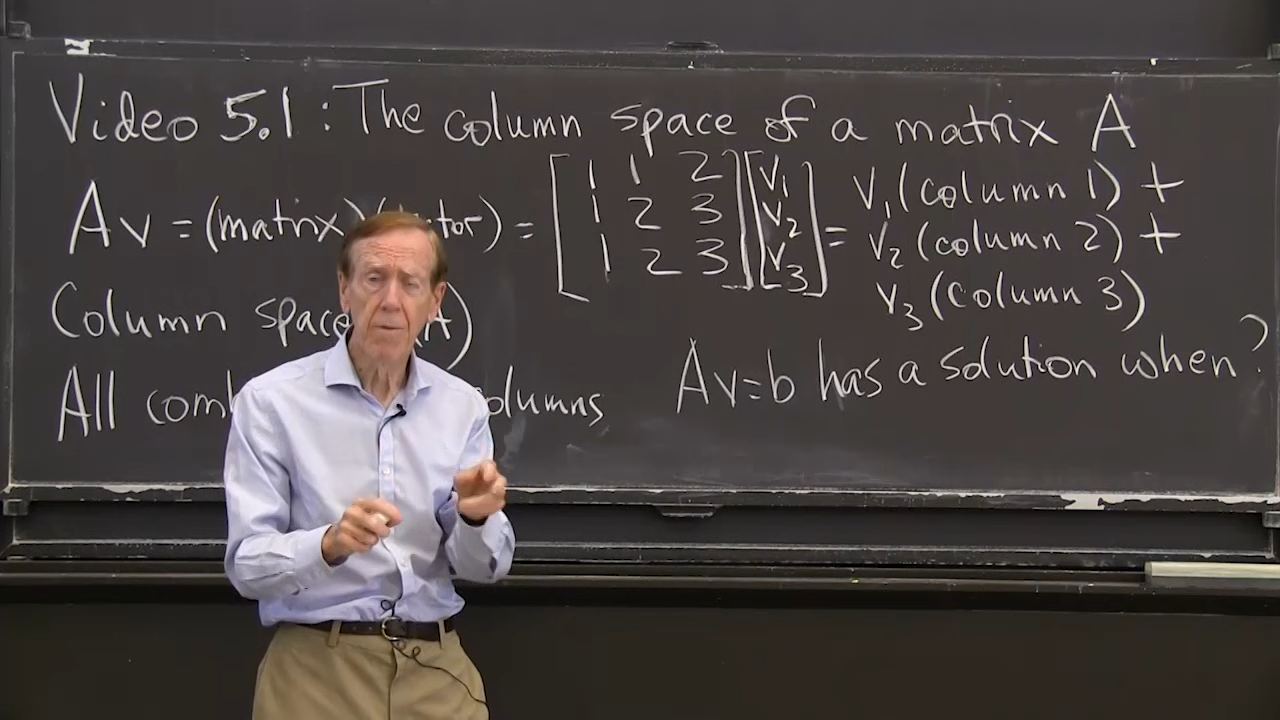 Video 5.1: The column space of a matrix A
Av = (matrix) tor) = [1 1 2 [v1 = v1 (column 1) +
1 2 3 v2 v2 (column 2) +
1 2 3] v3] v3 (column 3)
Column space A)
All com olumns
Av=b has a solution when?